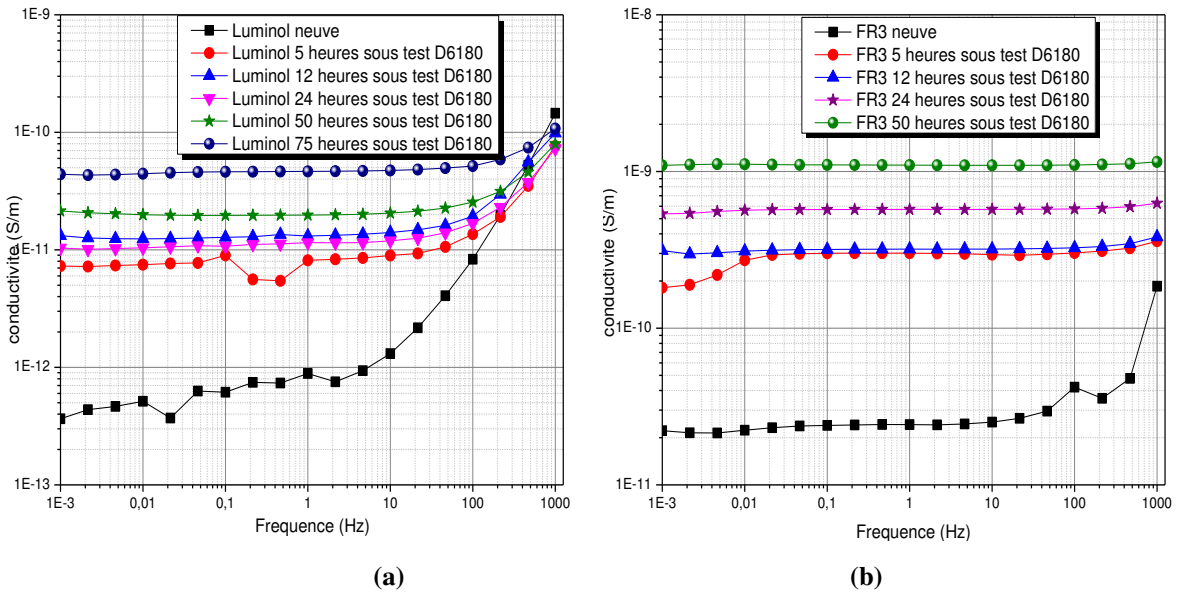 1E-9
1E-10
1E-11
1E-12
1E-13
conductivite (S/m)
Luminol neuve
Luminol 5 heures sous test D6180
Luminol 12 heures sous test D6180
Luminol 24 heures sous test D6180
Luminol 50 heures sous test D6180
Luminol 75 heures sous test D6180
1E-3 0,01 0,1 1 10 100 1000
Frequence (Hz)
(a)
1E-8
1E-9
1E-10
1E-11
conductivite (S/m)
FR3 neuve
FR3 5 heures sous test D6180
FR3 12 heures sous test D6180
FR3 24 heures sous test D6180
FR3 50 heures sous test D6180
1E-3 0,01 0,1 1 10 100 1000
Frequence (Hz)
(b)